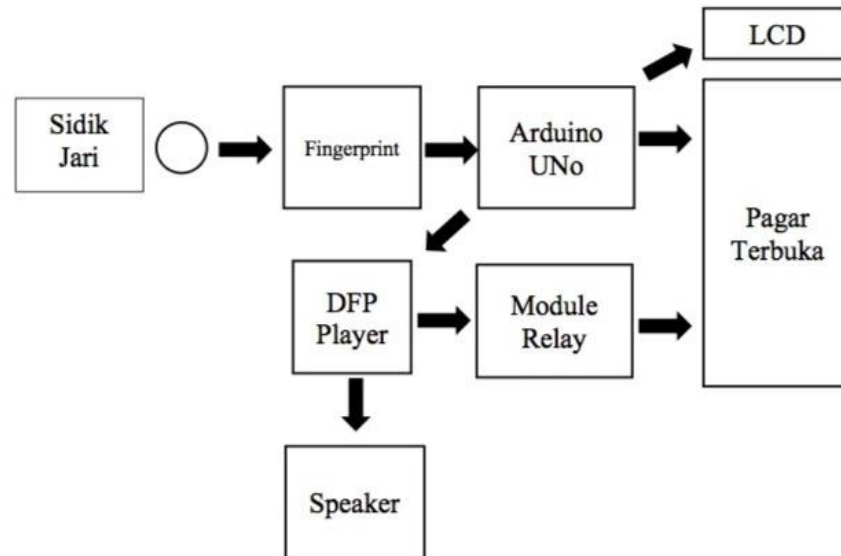 LCD
Sidik
Jari
Fingerprint
Arduino
UNo
Pagar
Terbuka
DFP
Player
Module
Relay
Speaker